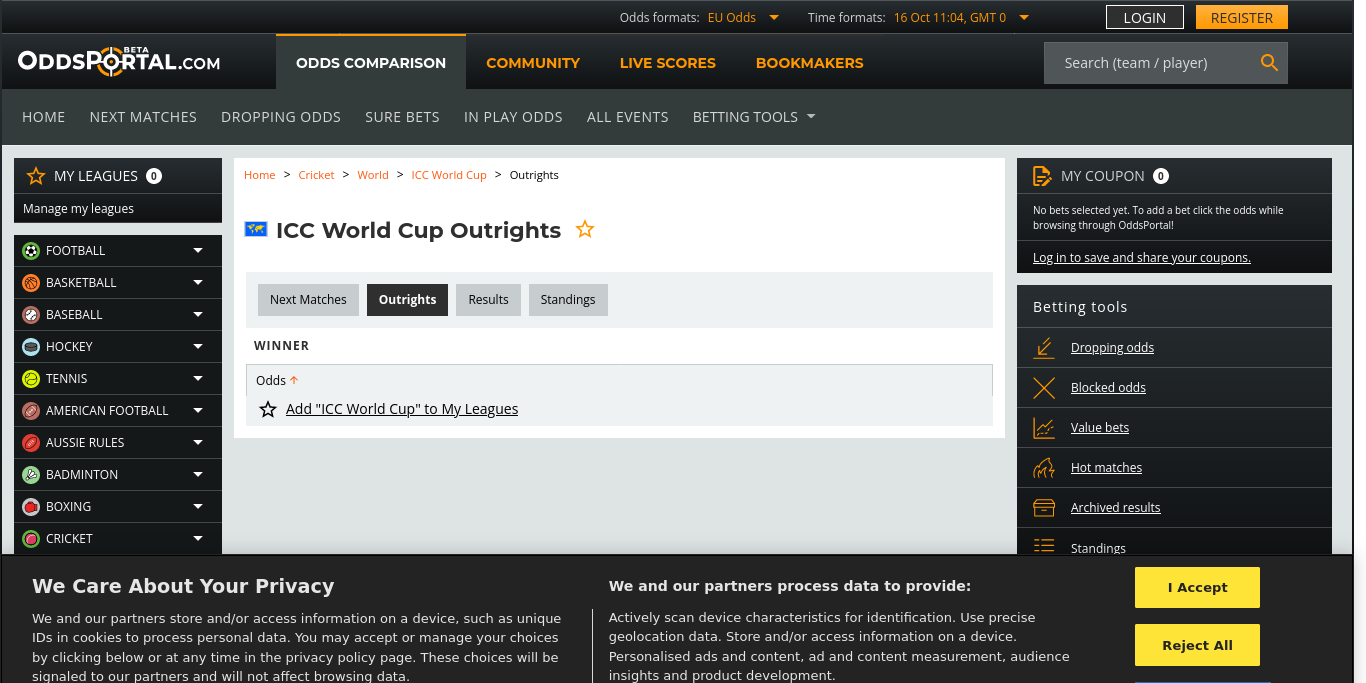 Odds formats: EU Odds Time formats: 16 Oct 11:04, GMT 0 LOGIN REGISTER
ODDSPORTAL.COM BETA ODDS COMPARISON COMMUNITY LIVE SCORES BOOKMAKERS Search (team / player)
HOME NEXT MATCHES DROPPING ODDS SURE BETS IN PLAY ODDS ALL EVENTS BETTING TOOLS
MY LEAGUES 0
Manage my leagues
FOOTBALL
BASKETBALL
BASEBALL
HOCKEY
TENNIS
AMERICAN FOOTBALL
AUSSIE RULES
BADMINTON
BOXING
CRICKET
Home > Cricket > World > ICC World Cup > Outrights
ICC World Cup Outrights
Next Matches Outrights Results Standings
WINNER
Odds
Add "ICC World Cup" to My Leagues
MY COUPON 0
No bets selected yet. To add a bet click the odds while
browsing through OddsPortal!
Log in to save and share your coupons.
Betting tools
Dropping odds
Blocked odds
Value bets
Hot matches
Archived results
Standings
We Care About Your Privacy
We and our partners store and/or access information on a device, such as unique
IDs in cookies to process personal data. You may accept or manage your choices
by clicking below or at any time in the privacy policy page. These choices will be
signaled to our partners and will not affect browsing data.
We and our partners process data to provide:
Actively scan device characteristics for identification. Use precise
geolocation data. Store and/or access information on a device.
Personalised ads and content, ad and content measurement, audience
insights and product development.
I Accept
Reject All